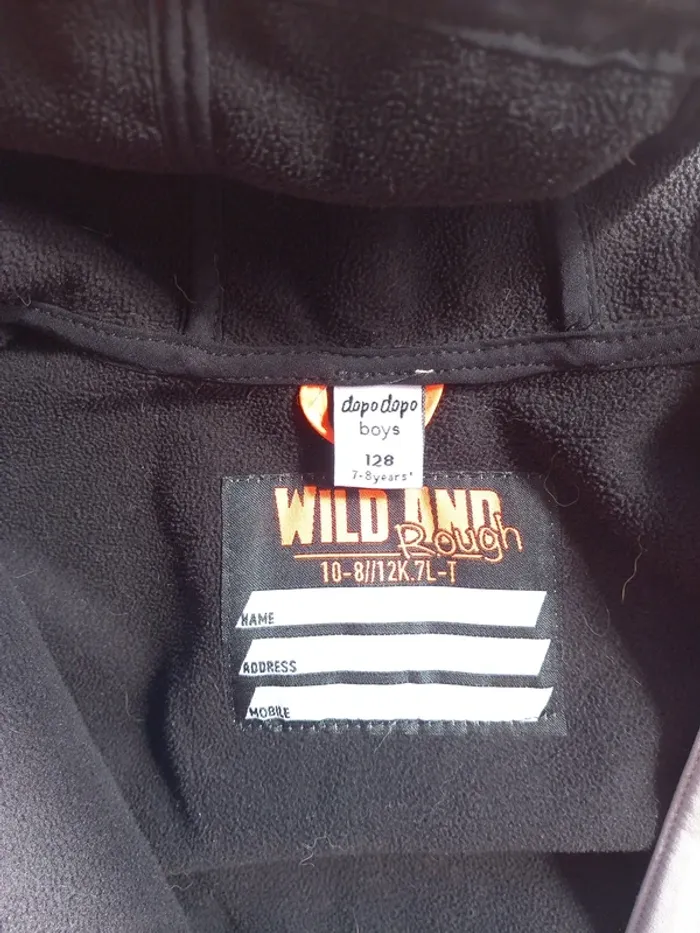 dopodopo
boys
128
7-8years*
WILD AND
Rough
10-8//12K.7L-T
NAME
ADDRESS
MOBILE